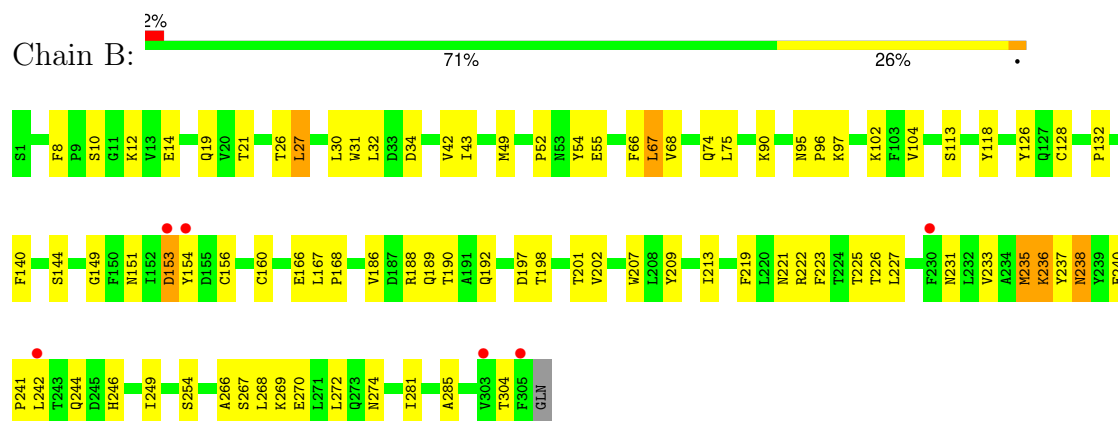 2%
Chain B:
71% 26% •
S1 F8 P9 S10 G11 K12 V13 E14 Q19 V20 T21 T26 L27 L30 W31 L32 D33 D34 V42 I43 M49 P52 N53 Y54 E55 F66 L67 V68 Q74 L75 K90 N95 P96 K97 K102 F103 V104 S113 Y118 Y126 Q127 C128 P132
F140 S144 G149 F150 N151 I152 D153 Y154 D155 C156 C160 E166 L167 P168 V186 D187 R188 Q189 T190 A191 Q192 D197 T198 T201 V202 W207 L208 Y209 I213 F219 L220 N221 R222 F223 T224 T225 T226 L227 F230 N231 L232 V233 A234 M235 K236 Y237 N238 Y239 E240
P241 L242 T243 Q244 D245 H246 I249 S254 A266 S267 L268 K269 E270 L271 L272 Q273 N274 I281 A285 V303 T304 F305 GLN